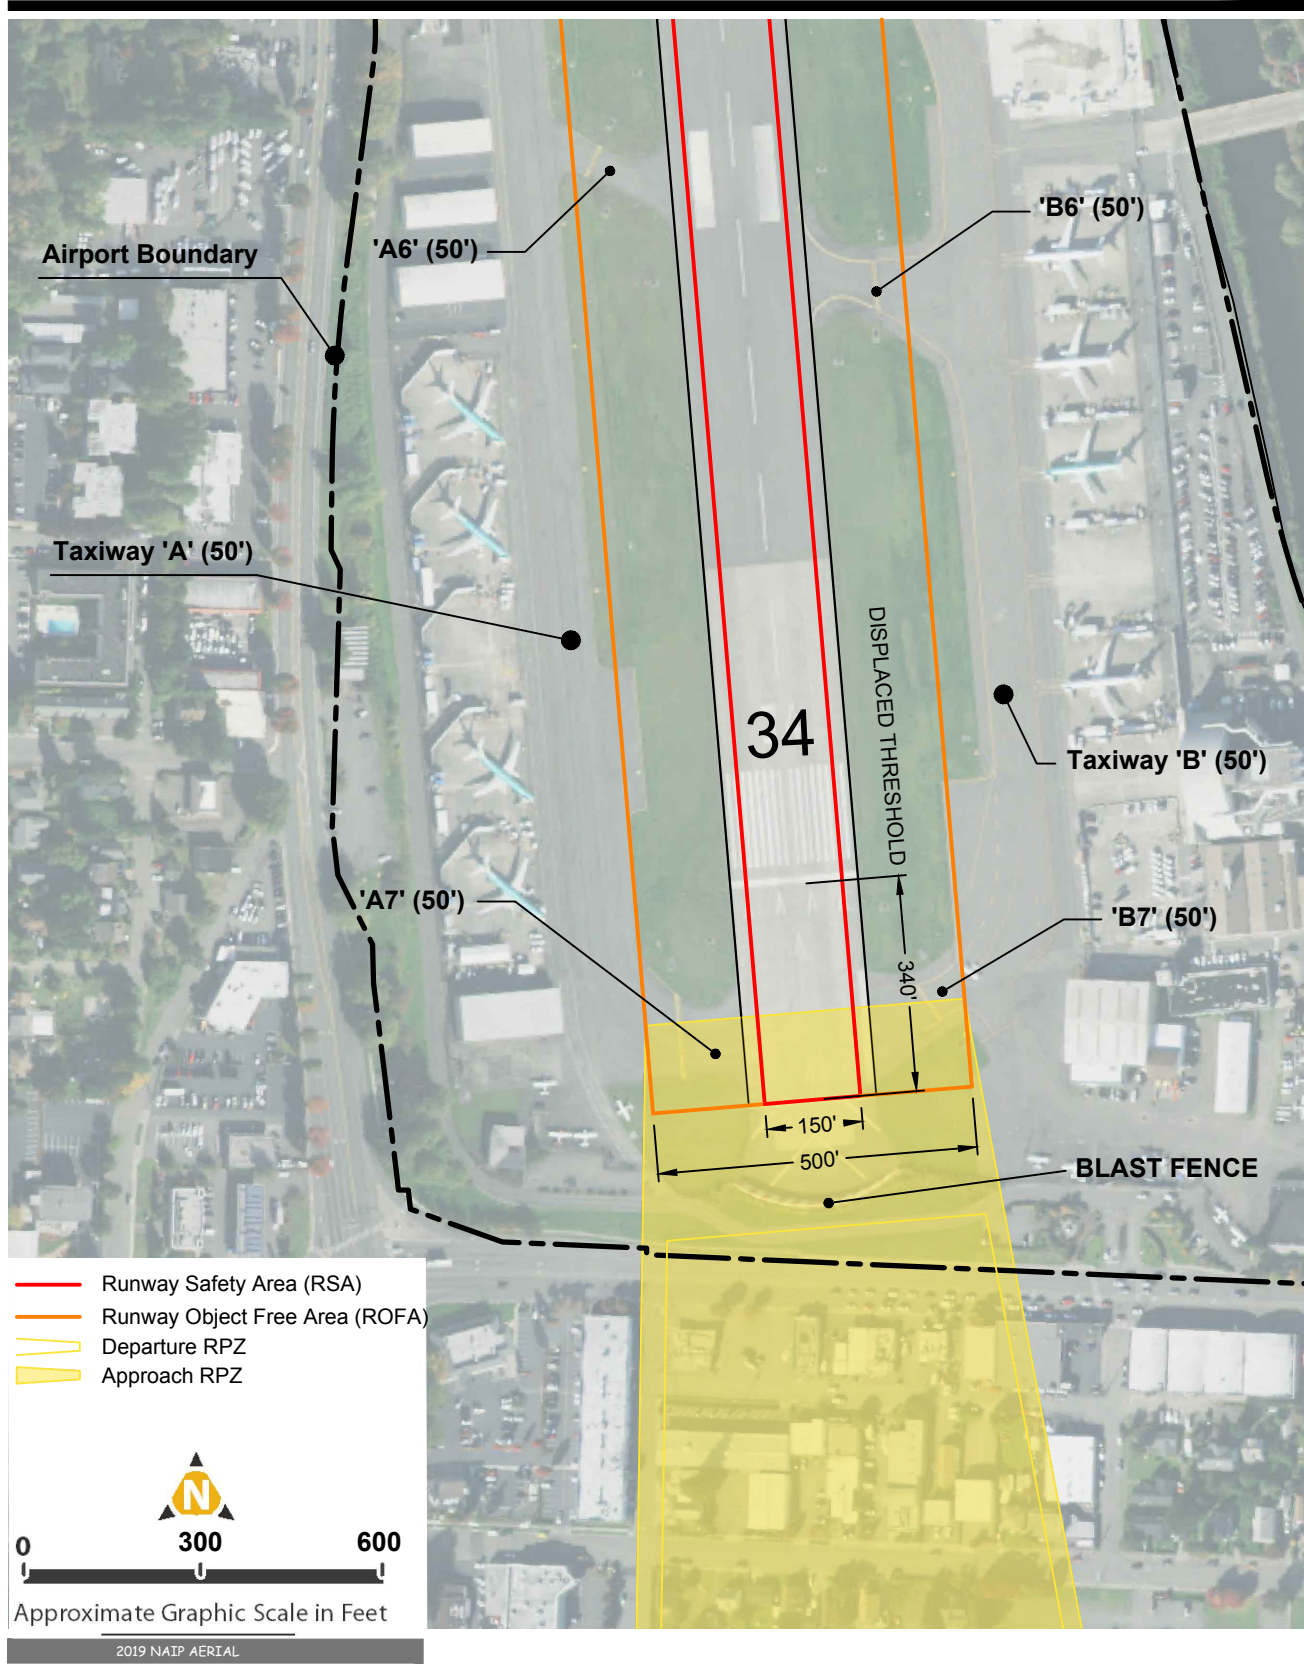 'B6' (50')
'A6' (50')
Airport Boundary
Taxiway 'A' (50')
DISPLACED THRESHOLD
34
Taxiway 'B' (50')
'A7' (50')
'B7' (50')
340'
150'
500'
BLAST FENCE
Runway Safety Area (RSA)
Runway Object Free Area (ROFA)
Departure RPZ
Approach RPZ
N
0 300 600
Approximate Graphic Scale in Feet
2019 NAIP AERIAL